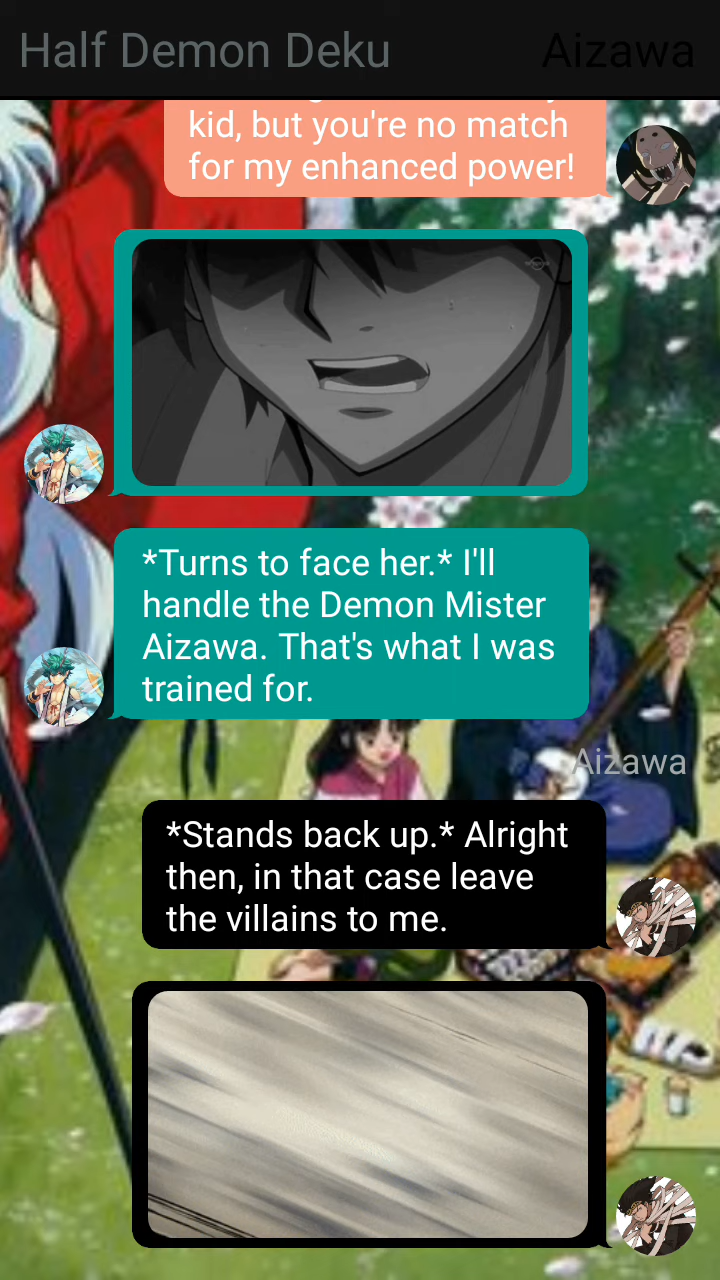 Half Demon Deku
Aizawa
kid, but you're no match
for my enhanced power!
*Turns to face her.* I'll
handle the Demon Mister
Aizawa. That's what I was
trained for.
Aizawa
*Stands back up.* Alright
then, in that case leave
the villains to me.